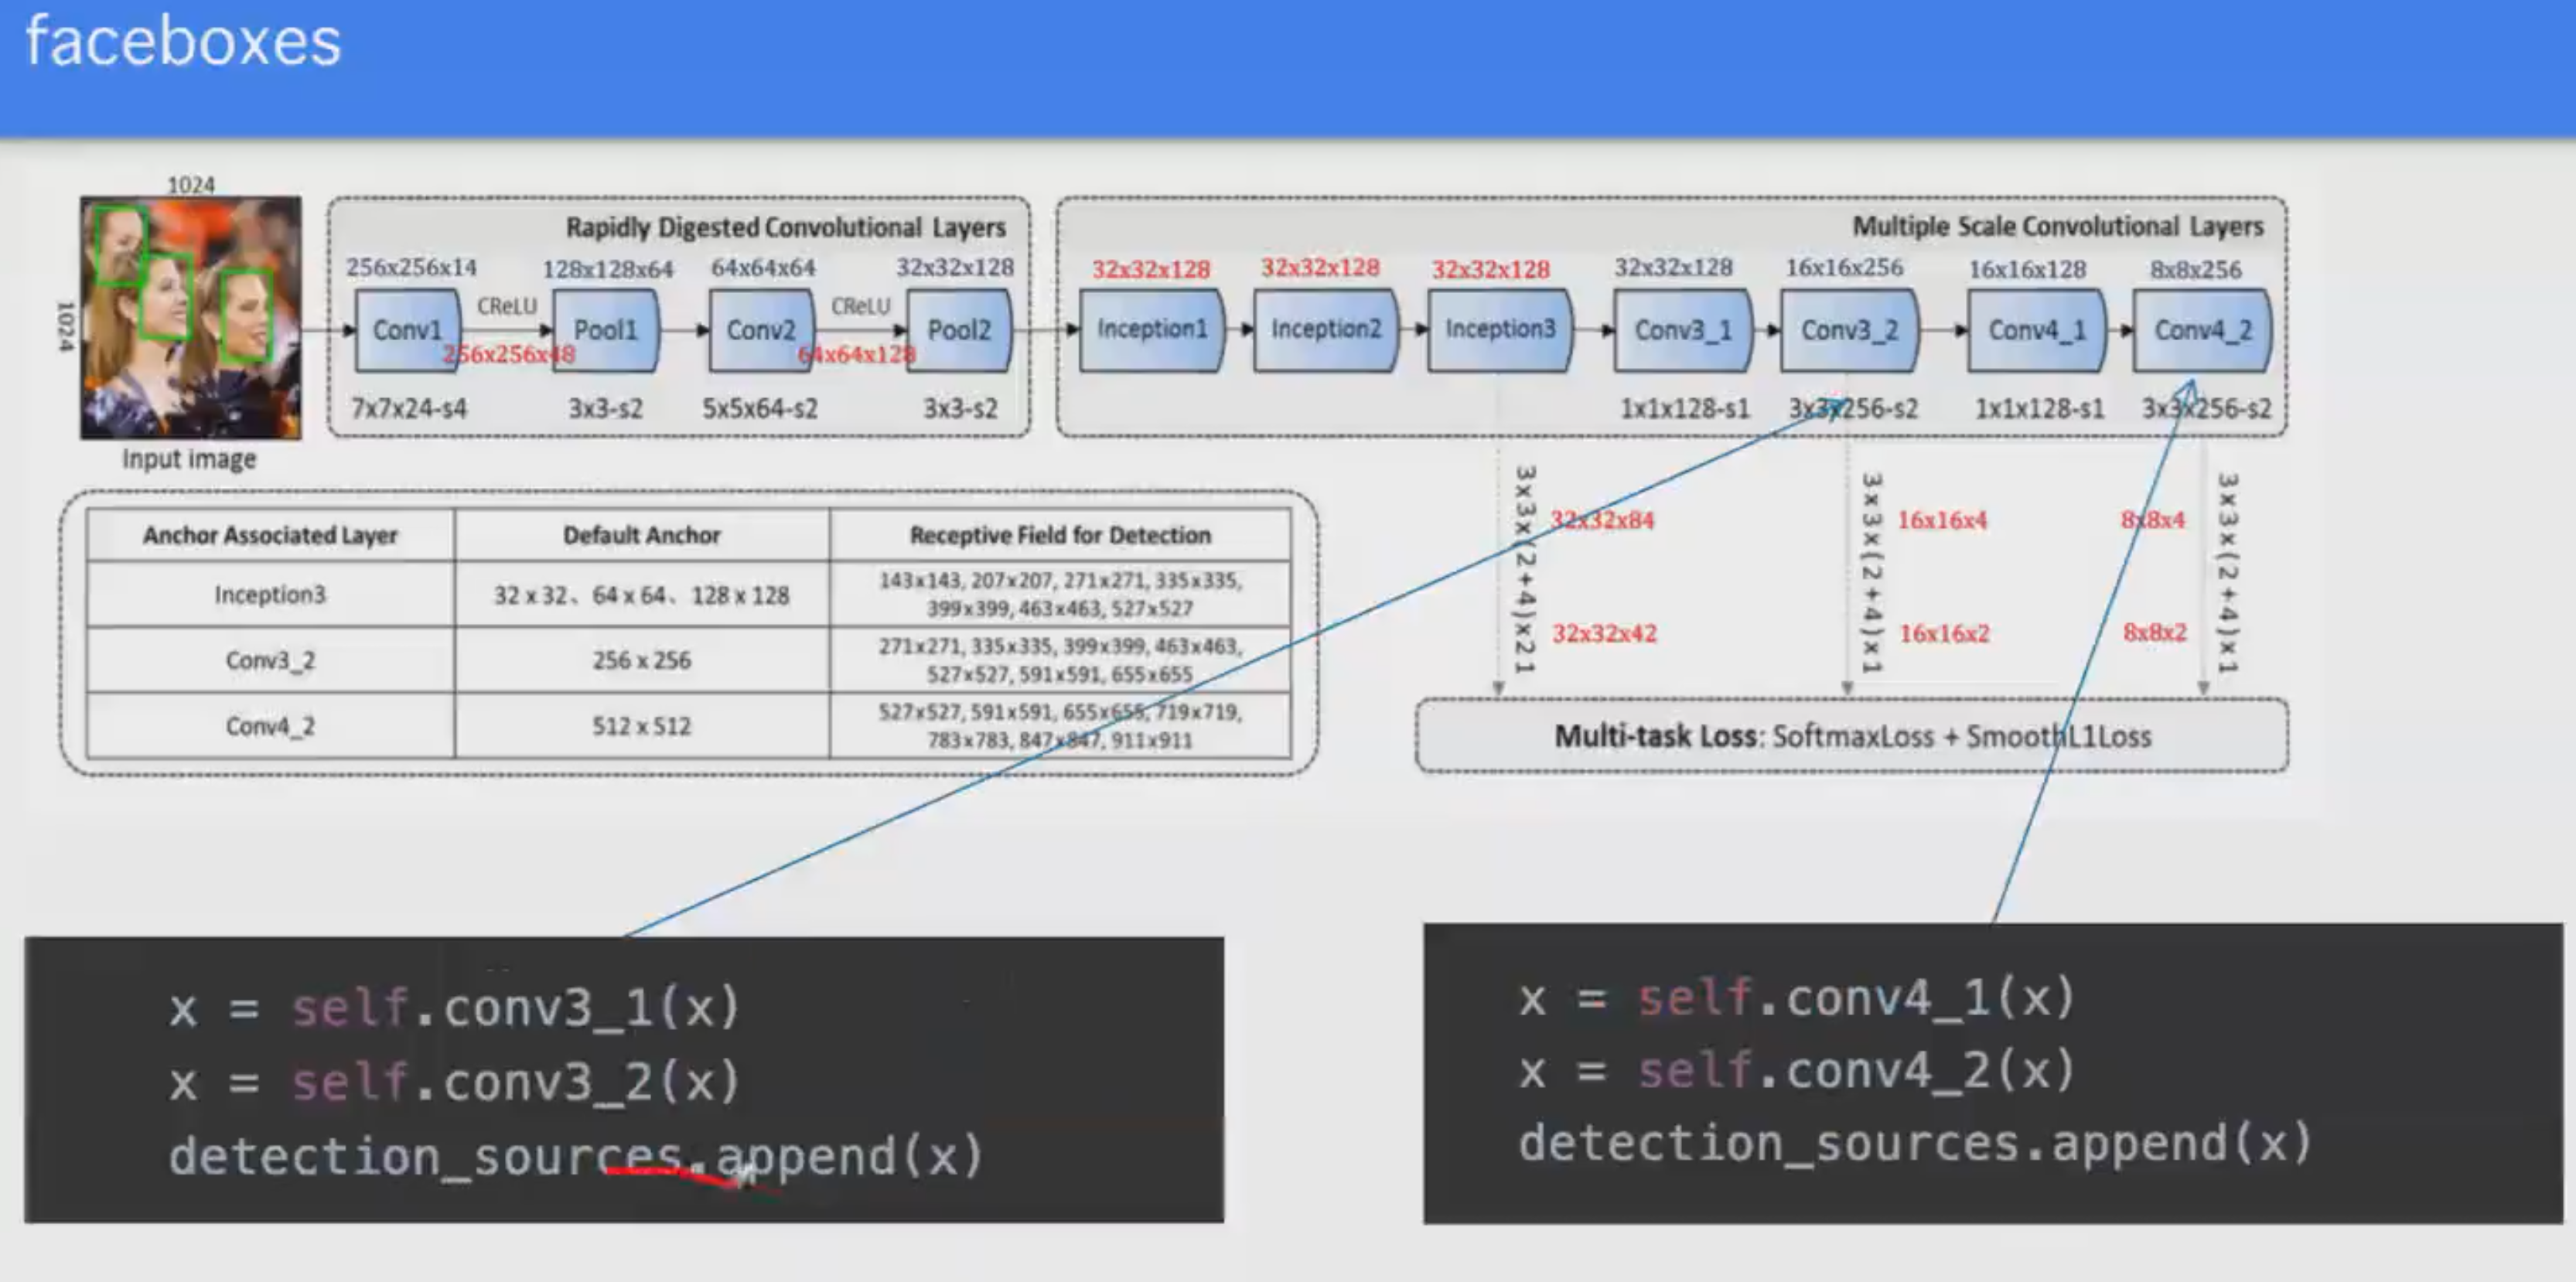 faceboxes
1024
1024
Input image
Rapidly Digested Convolutional Layers
256x256x14
128x128x64
64x64x64
32x32x128
Conv1
CReLU
Pool1
Conv2
CReLU
Pool2
256x256x48
64x64x128
7x7x24-s4
3x3-s2
5x5x64-s2
3x3-s2
Multiple Scale Convolutional Layers
32x32x128
32x32x128
32x32x128
32x32x128
16x16x256
16x16x128
8x8x256
Inception1
Inception2
Inception3
Conv3_1
Conv3_2
Conv4_1
Conv4_2
1x1x128-s1
3x3x256-s2
1x1x128-s1
3x3x256-s2
3x3x(2+4)x21
32x32x84
32x32x42
3x3x(2+4)x1
16x16x4
16x16x2
8x8x4
8x8x2
3x3x(2+4)x1
Multi-task Loss: SoftmaxLoss + SmoothL1Loss
Anchor Associated Layer Default Anchor Receptive Field for Detection
Inception3 32 x 32、64 x 64、128 x 128 143x143, 207x207, 271x271, 335x335,
399x399, 463x463, 527x527
Conv3_2 256 x 256 271x271, 335x335, 399x399, 463x463,
527x527, 591x591, 655x655
Conv4_2 512 x 512 527x527, 591x591, 655x655, 719x719,
783x783, 847x847, 911x911
x = self.conv3_1(x)
x = self.conv3_2(x)
detection_sources.append(x)
x = self.conv4_1(x)
x = self.conv4_2(x)
detection_sources.append(x)